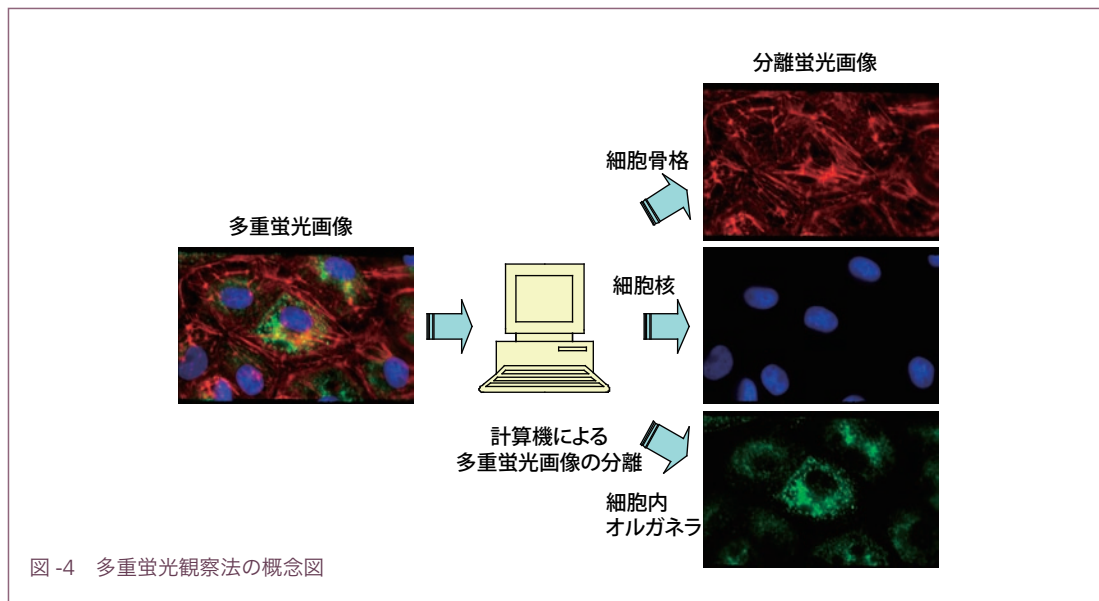 分離蛍光画像
細胞骨格
多重蛍光画像
細胞核
計算機による
多重蛍光画像の分離
細胞内
オルガネラ
図 -4　多重蛍光観察法の概念図